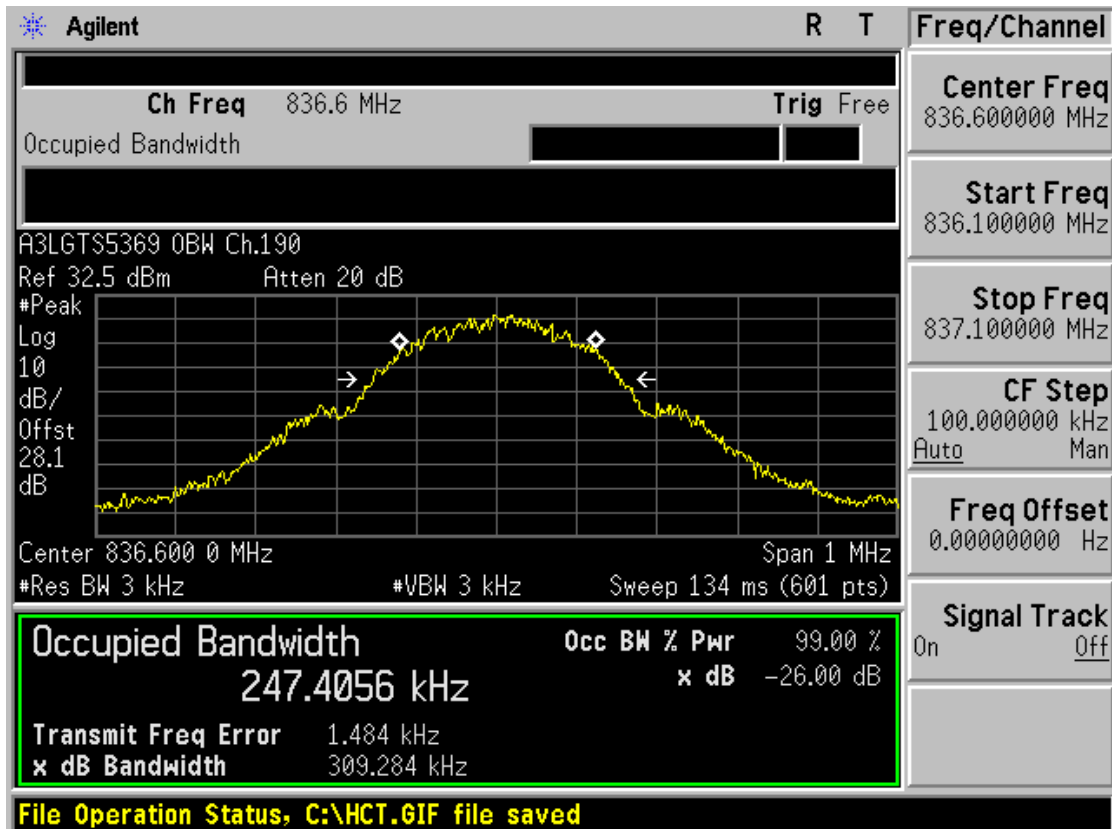 Agilent R T Freq/Channel
Ch Freq 836.6 MHz Trig Free
Occupied Bandwidth
A3LGTS5369 OBW Ch.190
Ref 32.5 dBm Atten 20 dB
#Peak
Log
10
dB/
Offst
28.1
dB
Center 836.600 0 MHz Span 1 MHz
#Res BW 3 kHz #VBW 3 kHz Sweep 134 ms (601 pts)
Occupied Bandwidth
247.4056 kHz
Occ BW % Pwr 99.00 %
x dB -26.00 dB
Transmit Freq Error 1.484 kHz
x dB Bandwidth 309.284 kHz
File Operation Status, C:\HCT.GIF file saved
Center Freq
836.600000 MHz
Start Freq
836.100000 MHz
Stop Freq
837.100000 MHz
CF Step
100.000000 kHz
Auto Man
Freq Offset
0.00000000 Hz
Signal Track
On Off